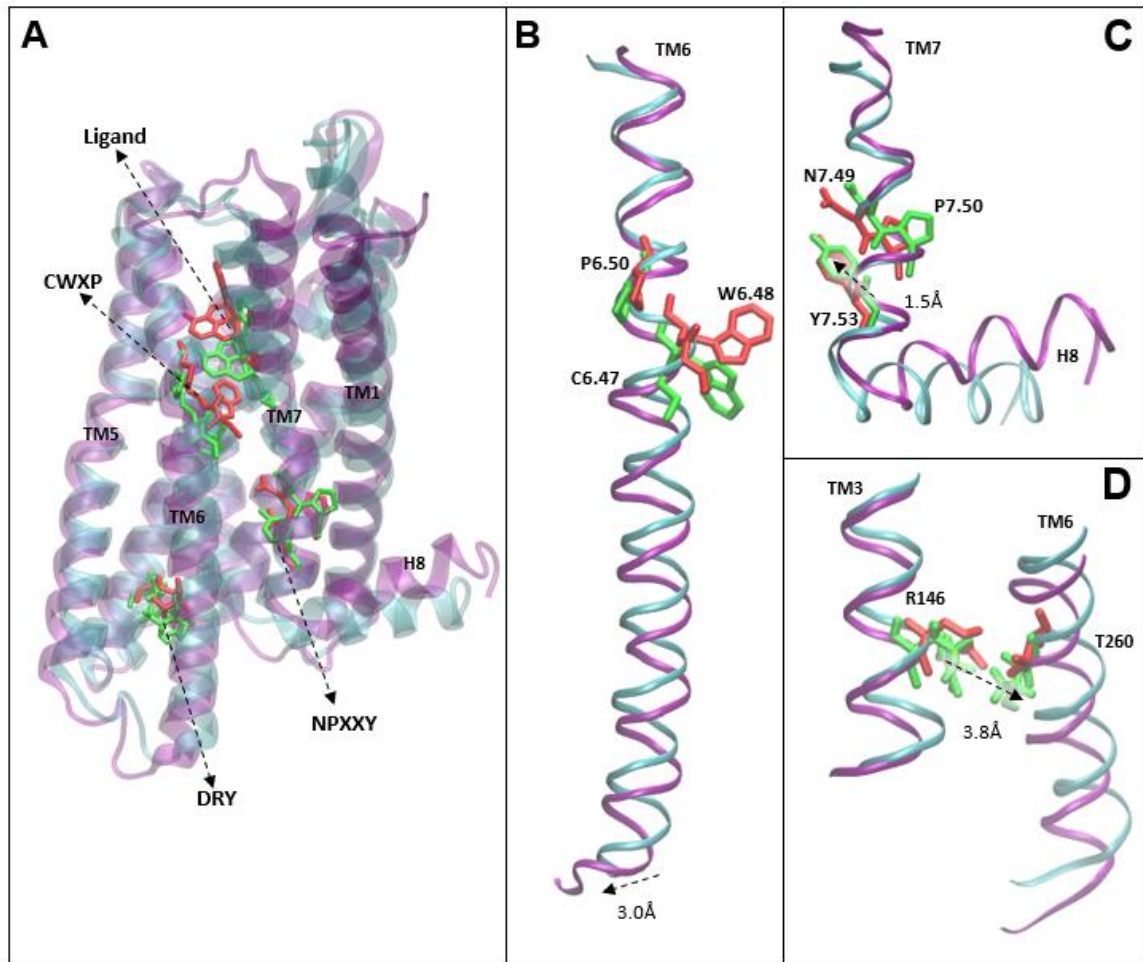 A
Ligand
CWXP
TM1
TM7
TM5
TM6
H8
NPXXY
DRY
B
TM6
P6.50
W6.48
C6.47
3.0Å
C
TM7
N7.49
P7.50
1.5Å
Y7.53
H8
D
TM3
TM6
R146
T260
3.8Å